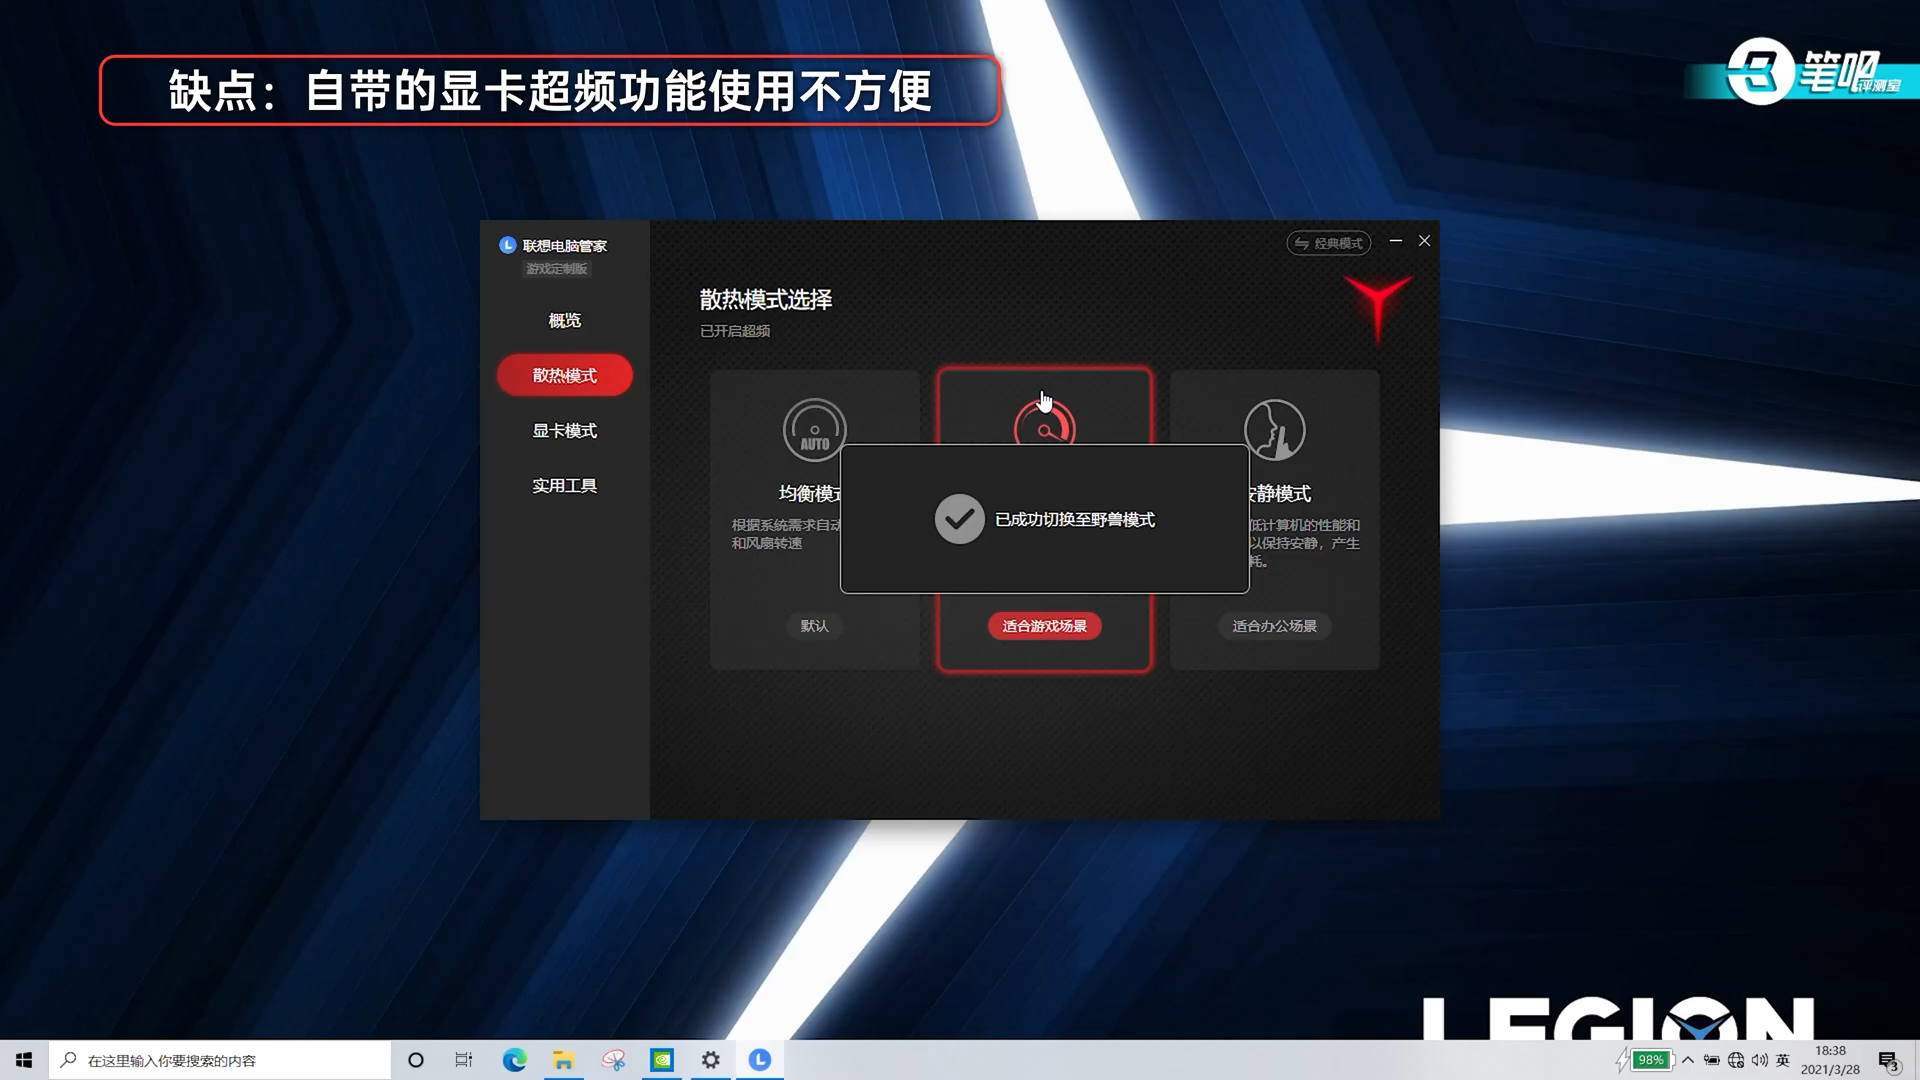 缺点：自带的显卡超频功能使用不方便
笔吧
评测室
联想电脑管家
游戏定制版
经典模式
概览
散热模式
显卡模式
实用工具
散热模式选择
已开启超频
AUTO
均衡模式
根据系统需求自动
和风扇转速
默认
已成功切换至野兽模式
适合游戏场景
安静模式
低计算机的性能和
以保持安静，产生
耗。
适合办公场景
LEGION
在这里输入你要搜索的内容
98%
英
18:38
2021/3/28
3